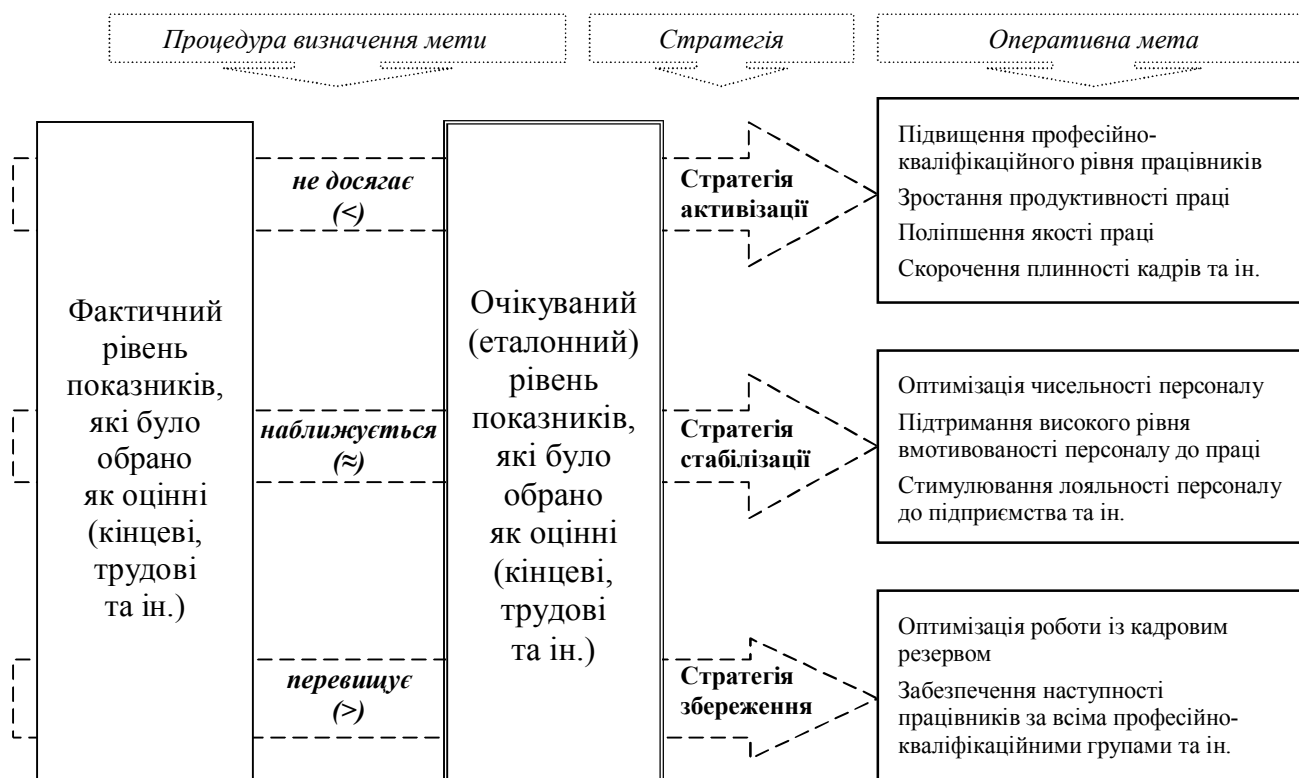 Процедура визначення мети
Стратегія
Оперативна мета
Фактичний
рівень
показників,
які було
обрано
як оцінні
(кінцеві,
трудові
та ін.)
не досягає
(<)
наближується
(≈)
перевищує
(>)
Очікуваний
(еталонний)
рівень
показників,
які було
обрано
як оцінні
(кінцеві,
трудові
та ін.)
Стратегія
активізації
Підвищення професійно-
кваліфікаційного рівня працівників
Зростання продуктивності праці
Поліпшення якості праці
Скорочення плинності кадрів та ін.
Стратегія
стабілізації
Оптимізація чисельності персоналу
Підтримання високого рівня
вмотивованості персоналу до праці
Стимулювання лояльності персоналу
до підприємства та ін.
Стратегія
збереження
Оптимізація роботи із кадровим
резервом
Забезпечення наступності
працівників за всіма професійно-
кваліфікаційними групами та ін.